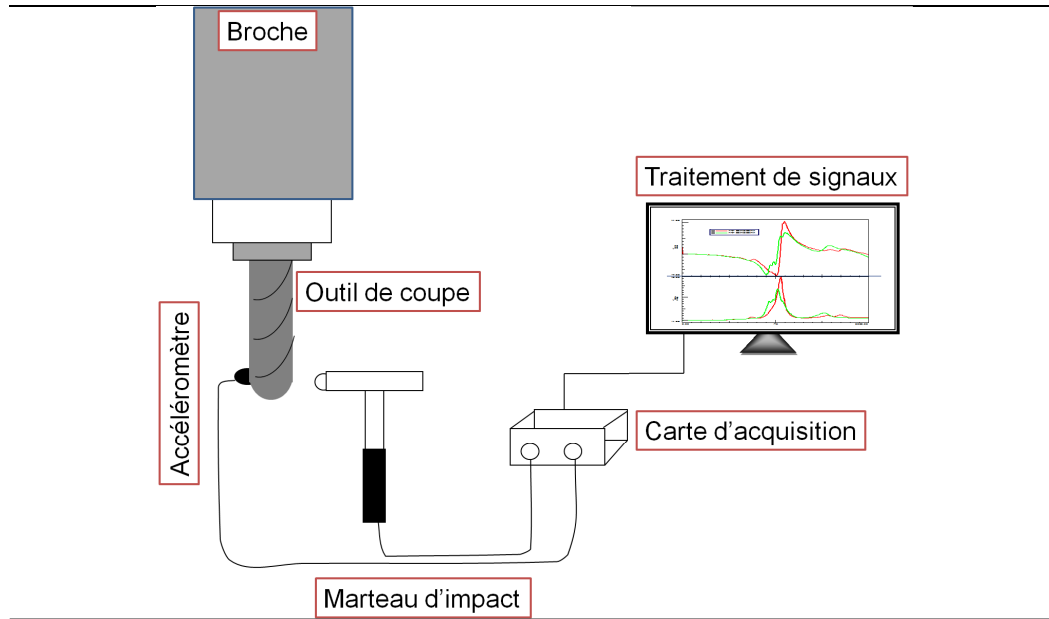 Broche
Traitement de signaux
Outil de coupe
Accéléromètre
Carte d'acquisition
Marteau d'impact